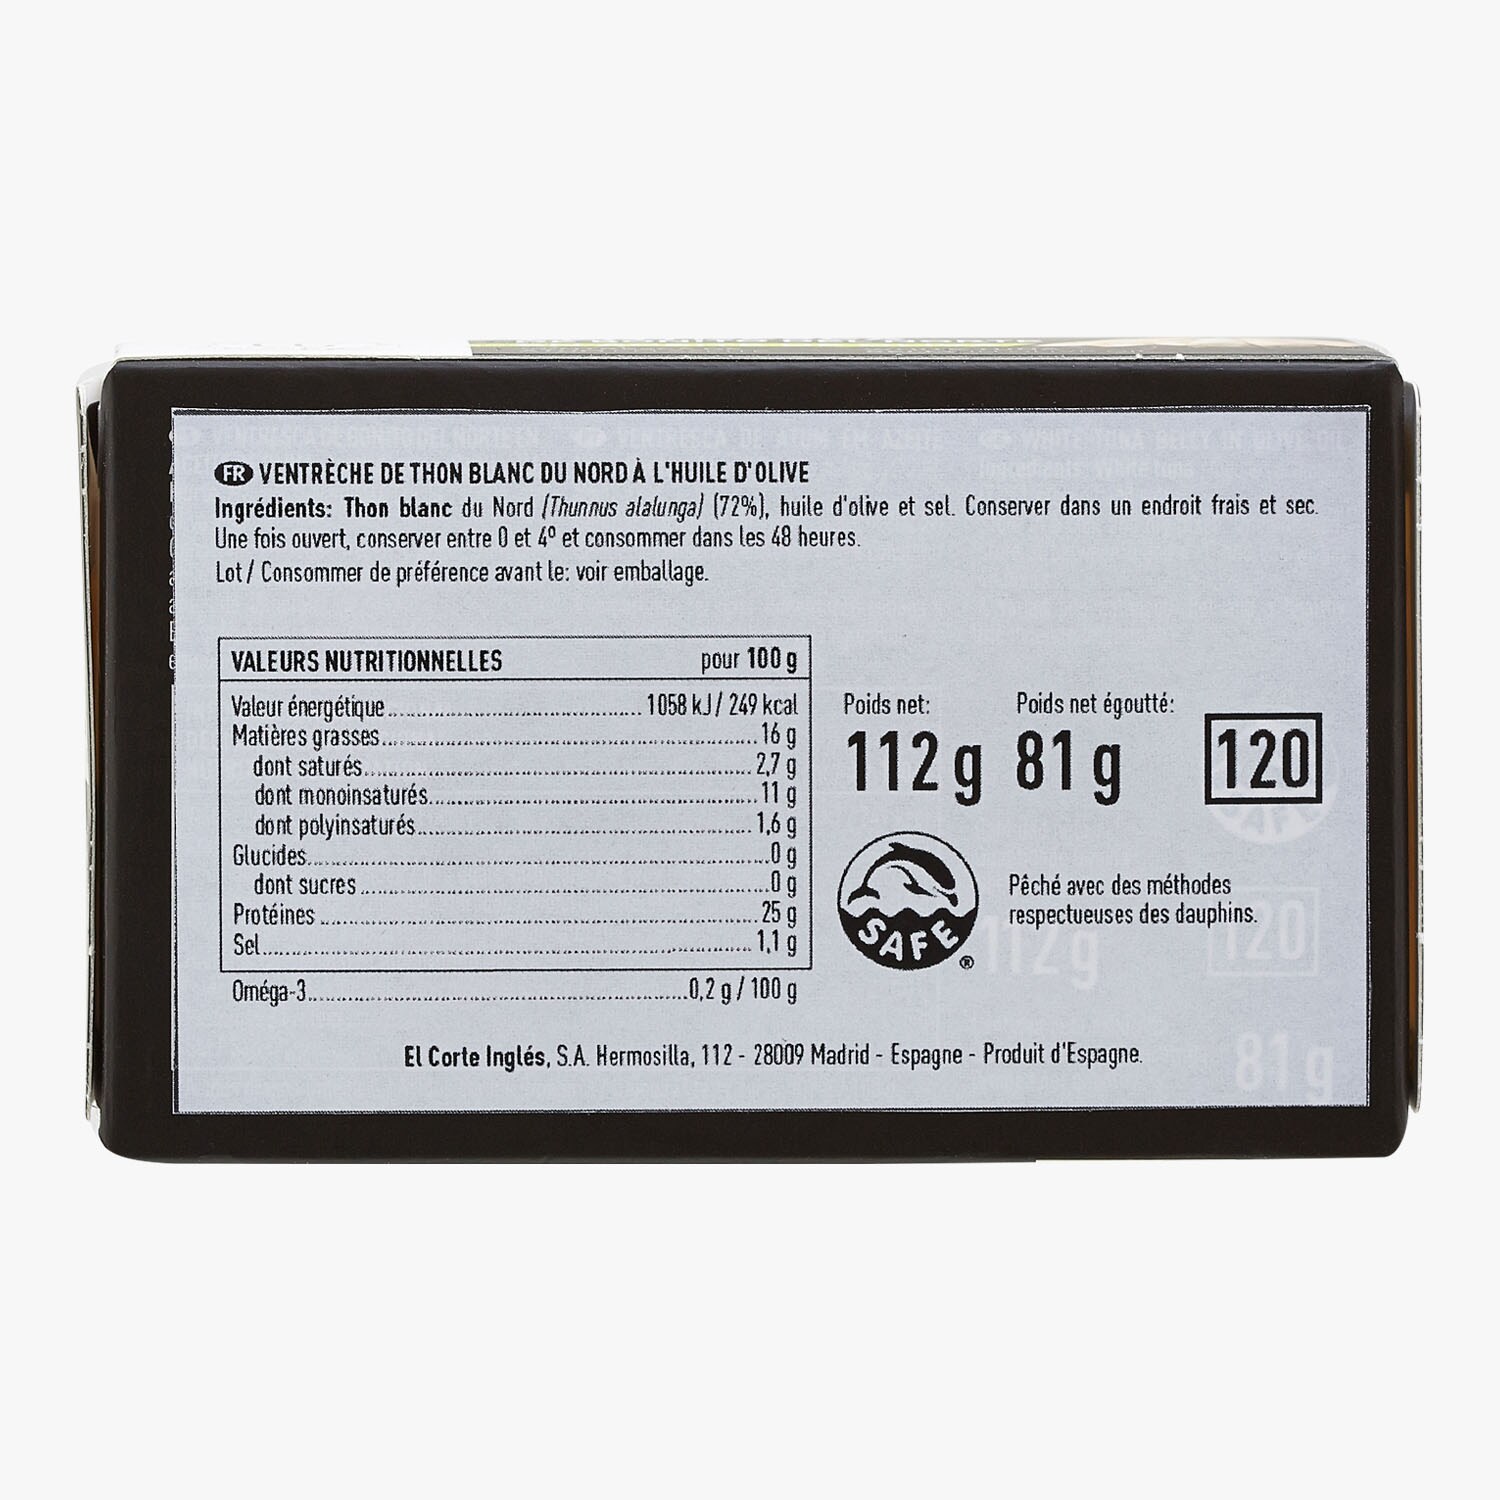 FR VENTRÈCHE DE THON BLANC DU NORD À L'HUILE D'OLIVE
Ingrédients: Thon blanc du Nord (Thunnus alalunga) (72%), huile d'olive et sel. Conserver dans un endroit frais et sec.
Une fois ouvert, conserver entre 0 et 4º et consommer dans les 48 heures.
Lot / Consommer de préférence avant le: voir emballage.
VALEURS NUTRITIONNELLES pour 100 g
Valeur énergétique 1058 kJ / 249 kcal
Matières grasses 16 g
dont saturés 2,7 g
dont monoinsaturés 11 g
dont polyinsaturés 1,6 g
Glucides 0 g
dont sucres 0 g
Protéines 25 g
Sel 1,1 g
Oméga-3 0,2 g / 100 g
Poids net: Poids net égoutté:
112 g 81 g 120
SAFE ®
Pêché avec des méthodes
respectueuses des dauphins.
112 g 120
81 g
El Corte Inglés, S.A. Hermosilla, 112 - 28009 Madrid - Espagne - Produit d'Espagne.